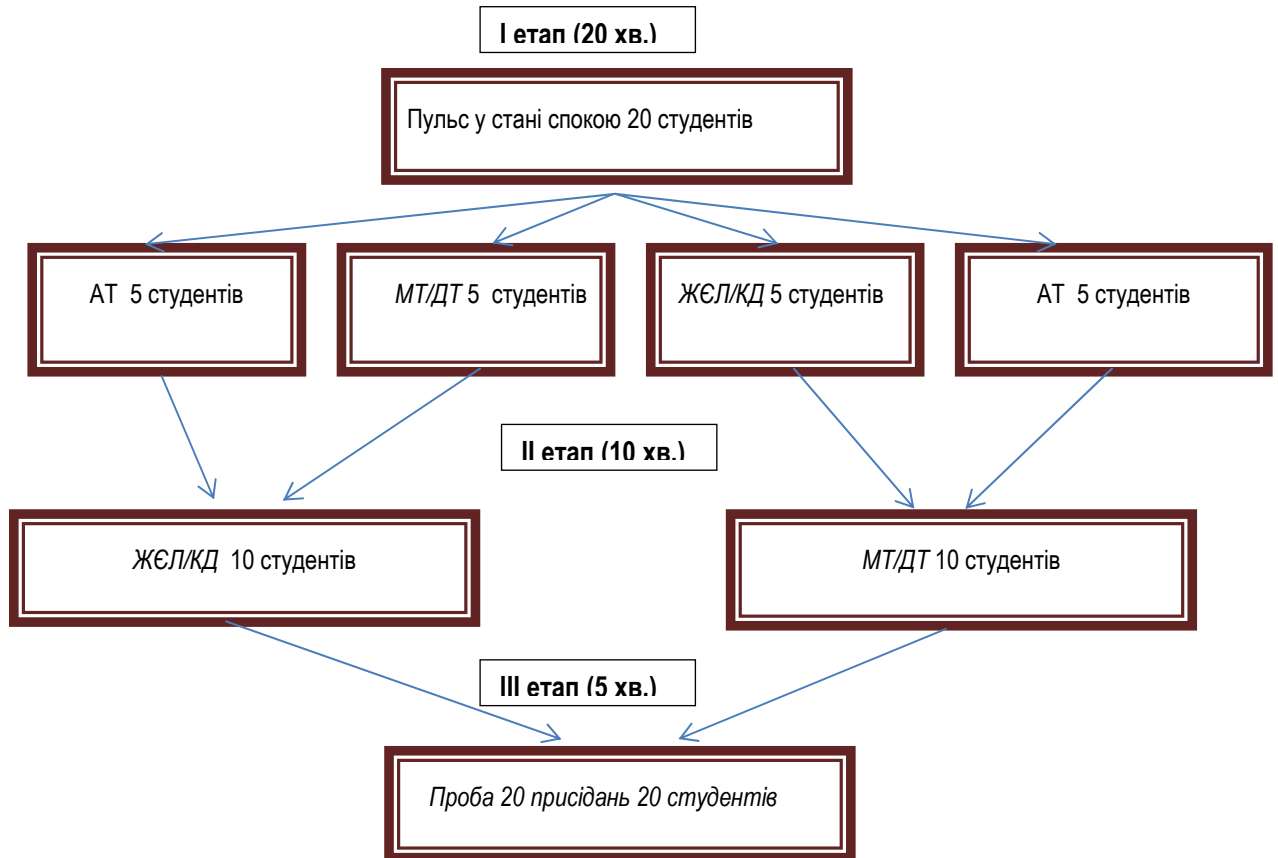 I етап (20 хв.)
Пульс у стані спокою 20 студентів
АТ 5 студентів
МТ/ДТ 5 студентів
ЖЄЛ/КД 5 студентів
АТ 5 студентів
II етап (10 хв.)
ЖЄЛ/КД 10 студентів
МТ/ДТ 10 студентів
III етап (5 хв.)
Проба 20 присідань 20 студентів